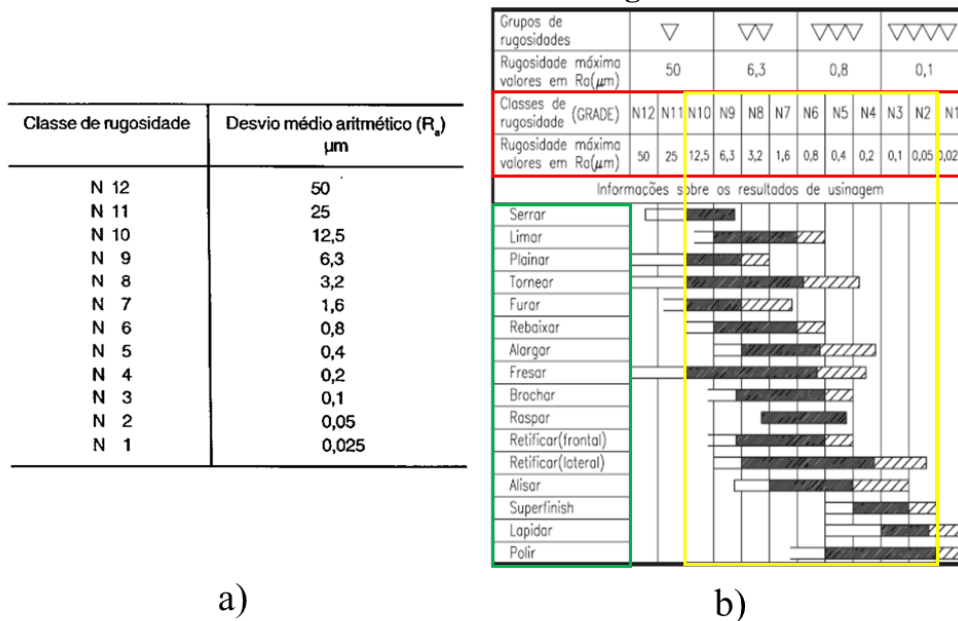 Classe de rugosidade Desvio médio aritmético (Ra)
µm
N 12 50
N 11 25
N 10 12,5
N 9 6,3
N 8 3,2
N 7 1,6
N 6 0,8
N 5 0,4
N 4 0,2
N 3 0,1
N 2 0,05
N 1 0,025
a)
Grupos de
rugosidades
Rugosidade máxima
valores em Ra(µm) 50 6,3 0,8 0,1
Classes de
rugosidade (GRADE) N12 N11 N10 N9 N8 N7 N6 N5 N4 N3 N2 N1
Rugosidade máxima
valores em Ra(µm) 50 25 12,5 6,3 3,2 1,6 0,8 0,4 0,2 0,1 0,05 0,02
Informações sobre os resultados de usinagem
Serrar
Limar
Plainar
Tornear
Furar
Rebaixar
Alargar
Fresar
Brochar
Raspar
Retificar(frontal)
Retificar(lateral)
Alisar
Superfinish
Lapidar
Polir
b)